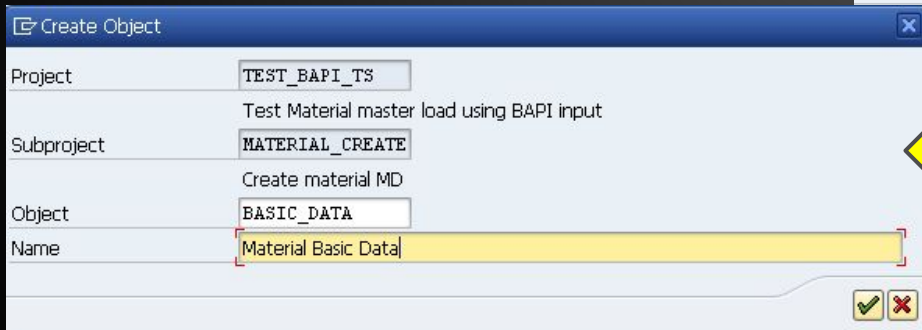 Create Object
Project TEST_BAPI_TS
Test Material master load using BAPI input
Subproject MATERIAL_CREATE
Create material MD
Object BASIC_DATA
Name Material Basic Data